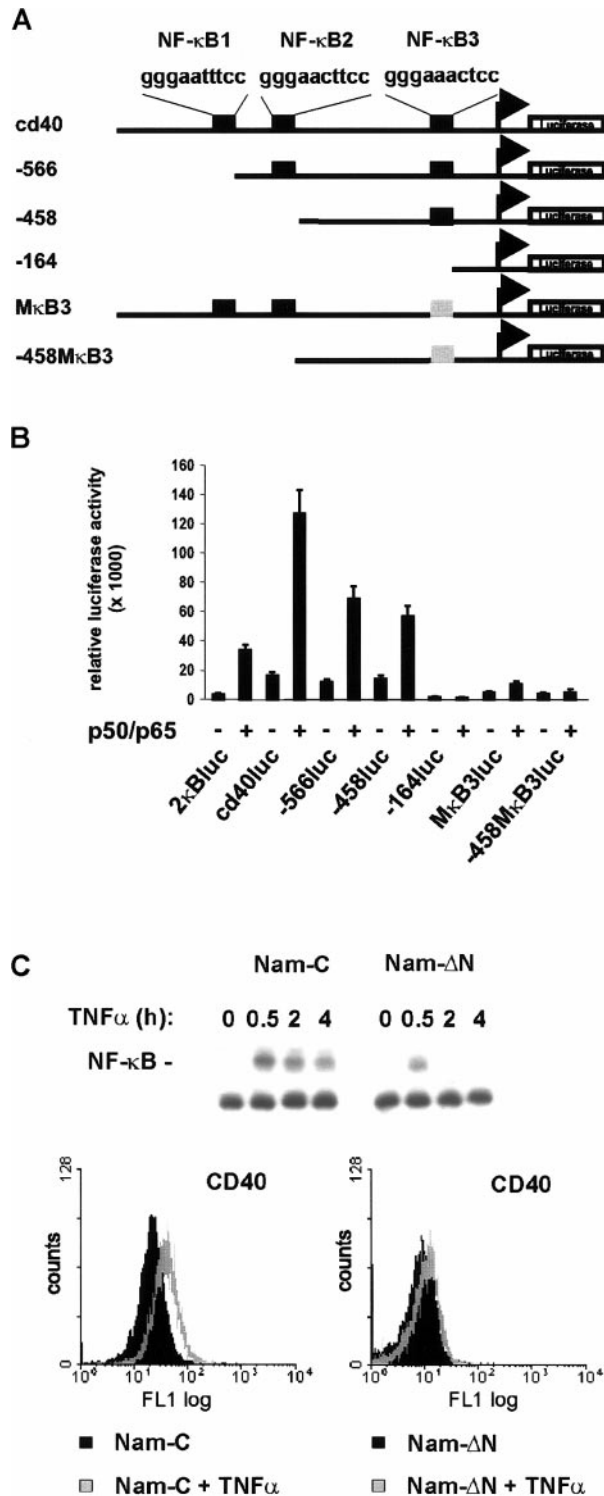 A
NF-κB1 NF-κB2 NF-κB3
gggaatttcc gggaacttcc gggaaactcc
cd40 luciferase
-566 luciferase
-458 luciferase
-164 luciferase
MκB3 luciferase
-458MκB3 luciferase
B
relative luciferase activity
(x 1000)
160
140
120
100
80
60
40
20
0
p50/p65 - + - + - + - + - + - + - +
2κBluc cd40luc -566luc -458luc -164luc MκB3luc -458MκB3luc
C
Nam-C Nam-ΔN
TNFα (h): 0 0.5 2 4 0 0.5 2 4
NF-κB -
128 CD40 128 CD40
counts counts
0 0
10⁰ 10¹ 10² 10³ 10⁴ 10⁰ 10¹ 10² 10³ 10⁴
FL1 log FL1 log
Nam-C Nam-ΔN
Nam-C + TNFα Nam-ΔN + TNFα